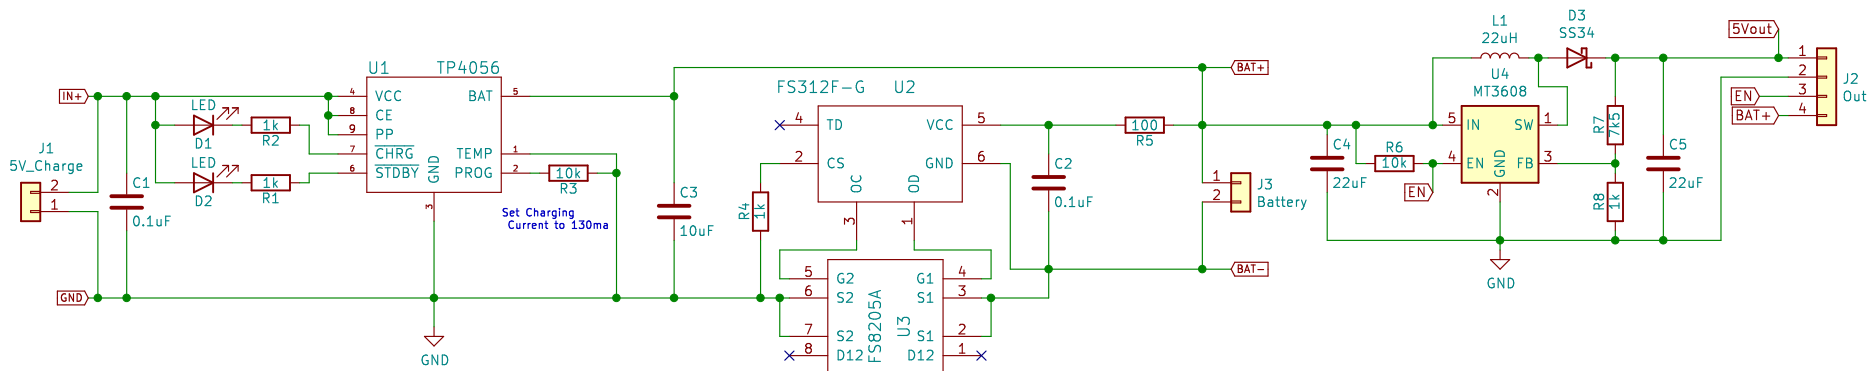 J1
5V_Charge
2
1
IN+
GND
C1
0.1uF
LED
D1
1k
R2
LED
D2
1k
R1
U1
TP4056
4
VCC
8
CE
9
PP
7
CHRG
6
STDBY
GND
3
BAT
5
TEMP
1
PROG
2
10k
R3
Set Charging
Current to 130ma
GND
C3
10uF
R4
1k
FS312F-G
U2
4
TD
2
CS
VCC
5
GND
6
OC
3
OD
1
5
G2
6
S2
7
S2
8
D12
G1
4
S1
3
S1
2
D12
1
FS8205A
U3
C2
0.1uF
100
R5
BAT+
BAT-
1
2
J3
Battery
C4
22uF
R6
10k
EN
L1
22uH
U4
MT3608
5
IN
4
EN
SW
1
FB
3
GND
2
GND
D3
SS34
R7
7k5
R8
1k
C5
22uF
5Vout
EN
BAT+
1
2
3
4
J2
Out